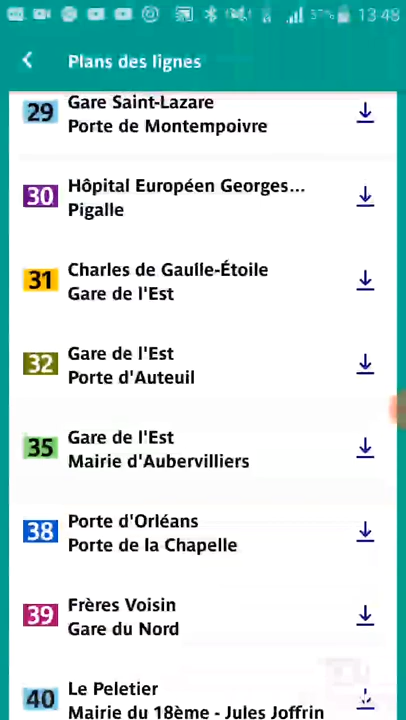 37% 13:48
Plans des lignes
29 Gare Saint-Lazare
Porte de Montempoivre
30 Hôpital Européen Georges...
Pigalle
31 Charles de Gaulle-Étoile
Gare de l'Est
32 Gare de l'Est
Porte d'Auteuil
35 Gare de l'Est
Mairie d'Aubervilliers
38 Porte d'Orléans
Porte de la Chapelle
39 Frères Voisin
Gare du Nord
40 Le Peletier
Mairie du 18ème - Jules Joffrin